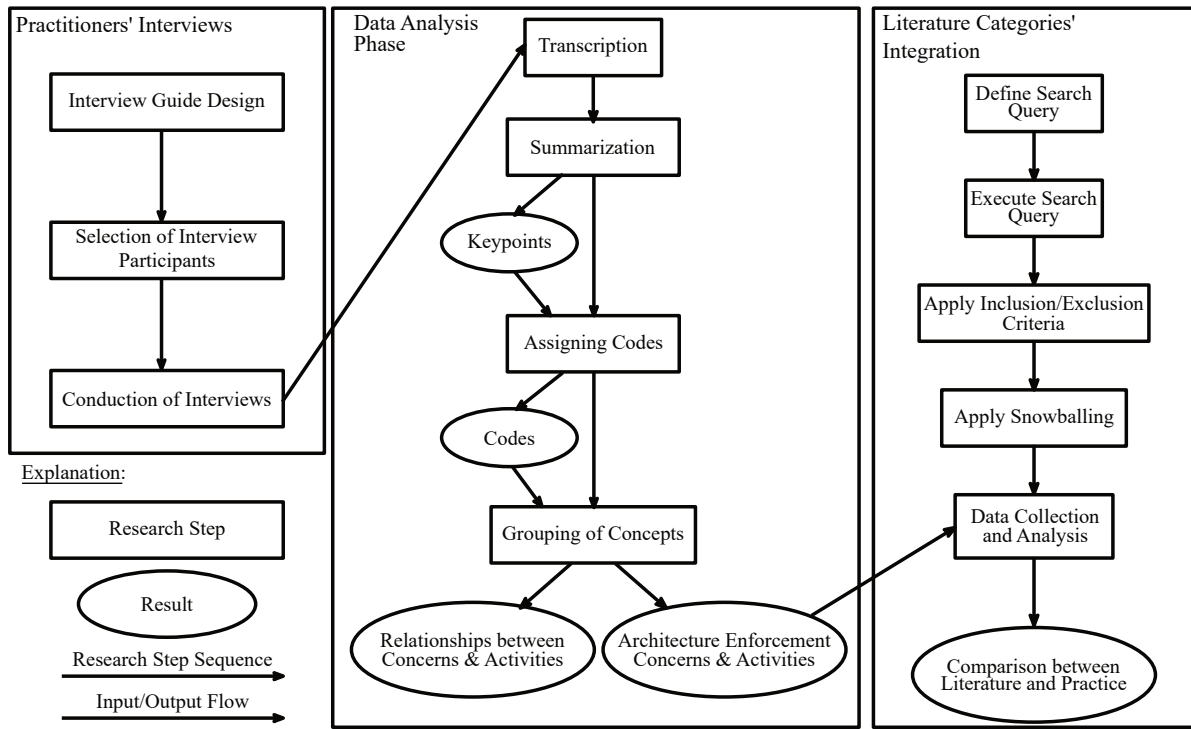 Practitioners' Interviews
Interview Guide Design
Selection of Interview
Participants
Conduction of Interviews
Explanation:
Research Step
Result
Research Step Sequence
Input/Output Flow
Data Analysis
Phase
Transcription
Summarization
Keypoints
Assigning Codes
Codes
Grouping of Concepts
Relationships between
Concerns & Activities
Architecture Enforcement
Concerns & Activities
Literature Categories'
Integration
Define Search
Query
Execute Search
Query
Apply Inclusion/Exclusion
Criteria
Apply Snowballing
Data Collection
and Analysis
Comparison between
Literature and Practice